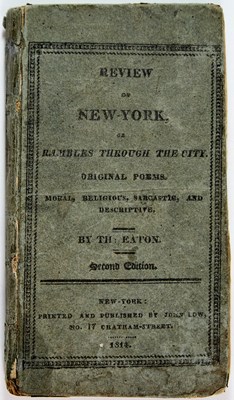 REVIEW
OF
NEW-YORK,
OR
RAMBLES THROUGH THE CITY.
ORIGINAL POEMS.
MORAL, RELIGIOUS, SARCASTIC, AND
DESCRIPTIVE.
BY TH: EATON.
Second Edition.
NEW-YORK:
PRINTED AND PUBLISHED BY JOHN LOW,
NO. 17 CHATHAM-STREET.